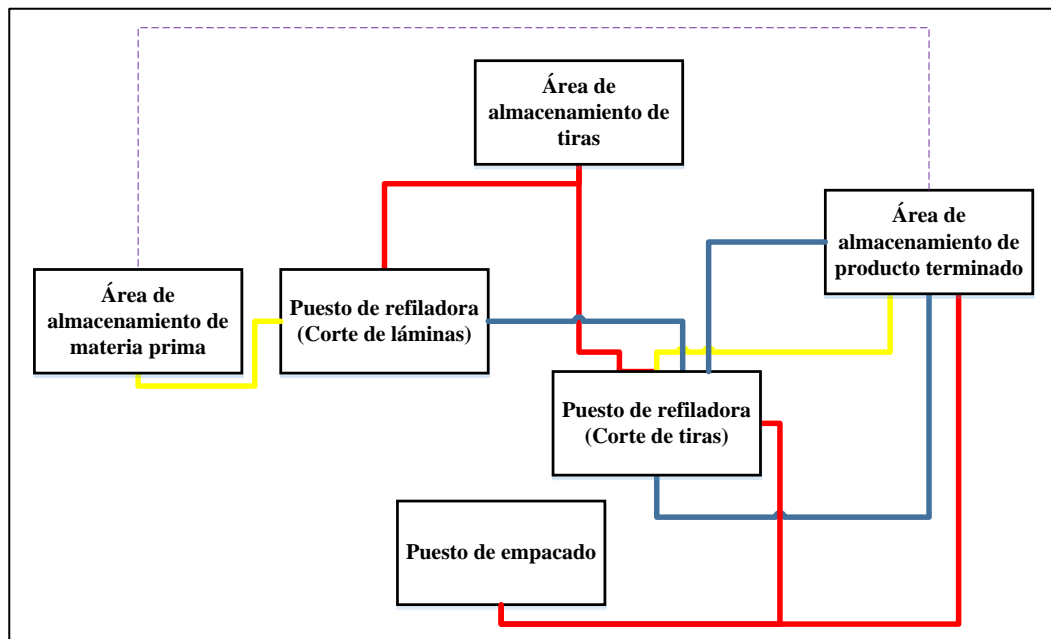 Área de
almacenamiento de
tiras
Área de
almacenamiento de
producto terminado
Área de
almacenamiento de
materia prima
Puesto de refiladora
(Corte de láminas)
Puesto de refiladora
(Corte de tiras)
Puesto de empacado